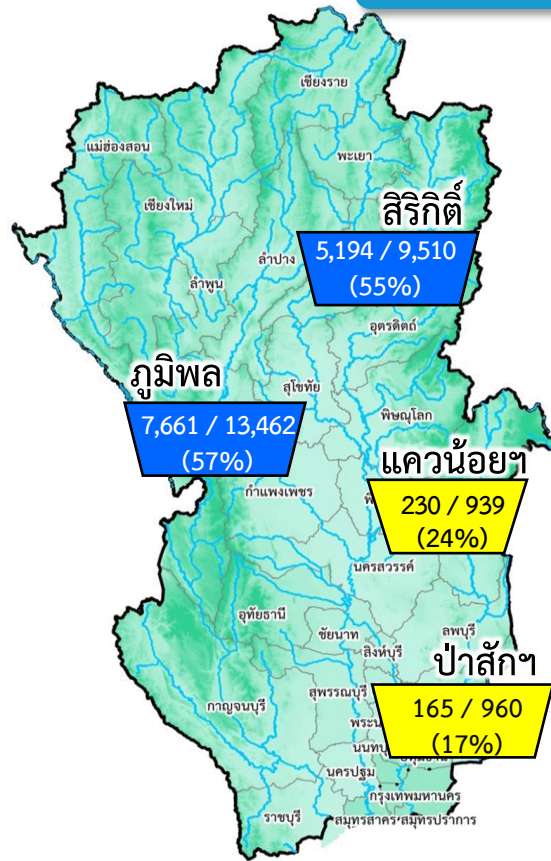 เชียงราย
แม่ฮ่องสอน
พะเยา
เชียงใหม่
สิริกิติ์
5,194 / 9,510
(55%)
ลำปาง
ลำพูน
อุตรดิตถ์
ภูมิพล
7,661 / 13,462
(57%)
สุโขทัย
พิษณุโลก
แควน้อยฯ
230 / 939
(24%)
กำแพงเพชร
นครสวรรค์
อุทัยธานี
ชัยนาท
ลพบุรี
สิงห์บุรี
ป่าสักฯ
165 / 960
(17%)
สุพรรณบุรี
กาญจนบุรี
นครปฐม
กรุงเทพมหานคร
ราชบุรี
สมุทรสาคร
สมุทรปราการ